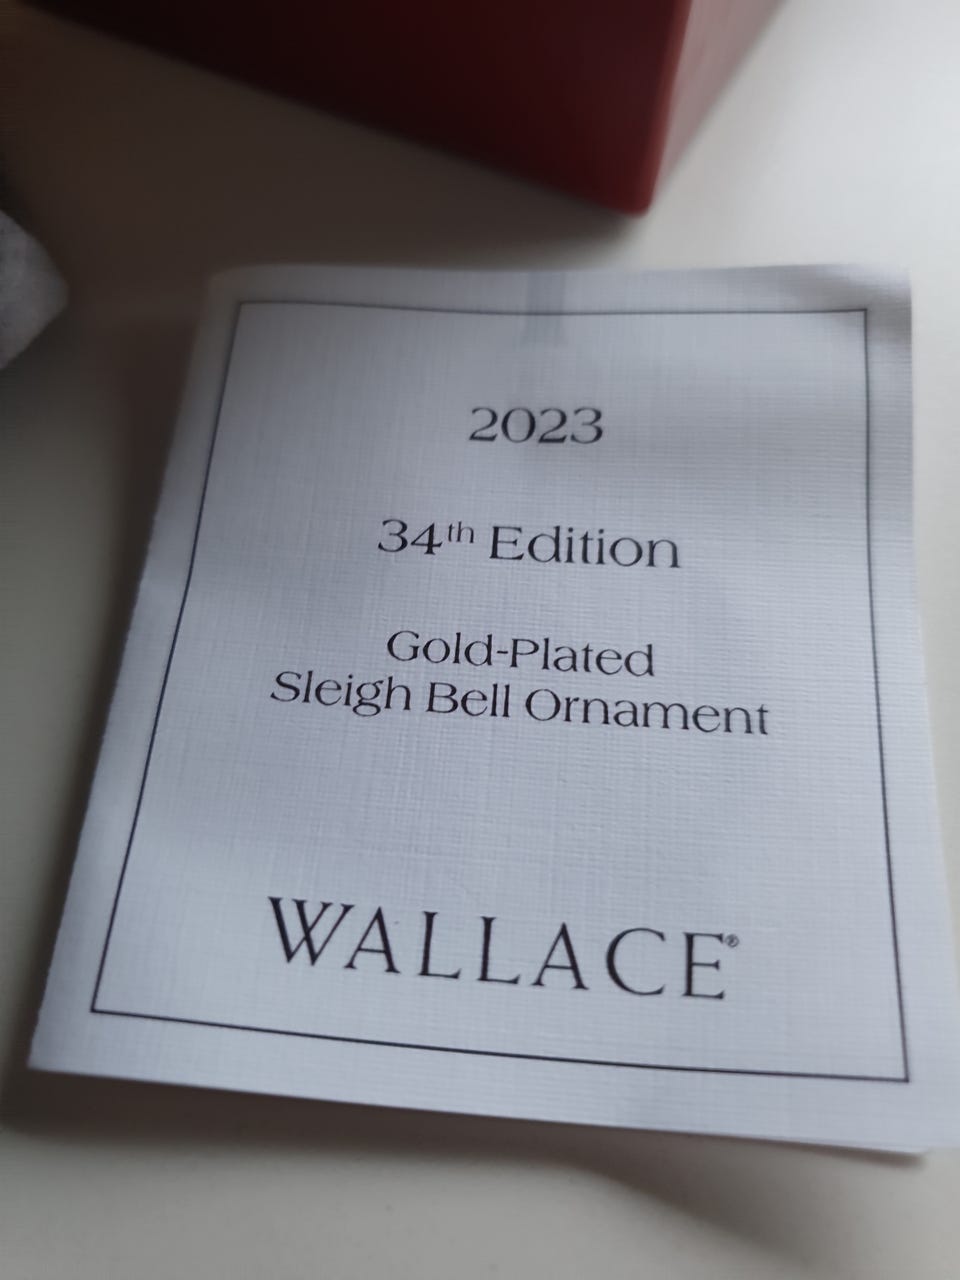 2023
34th Edition
Gold-Plated
Sleigh Bell Ornament
WALLACE®